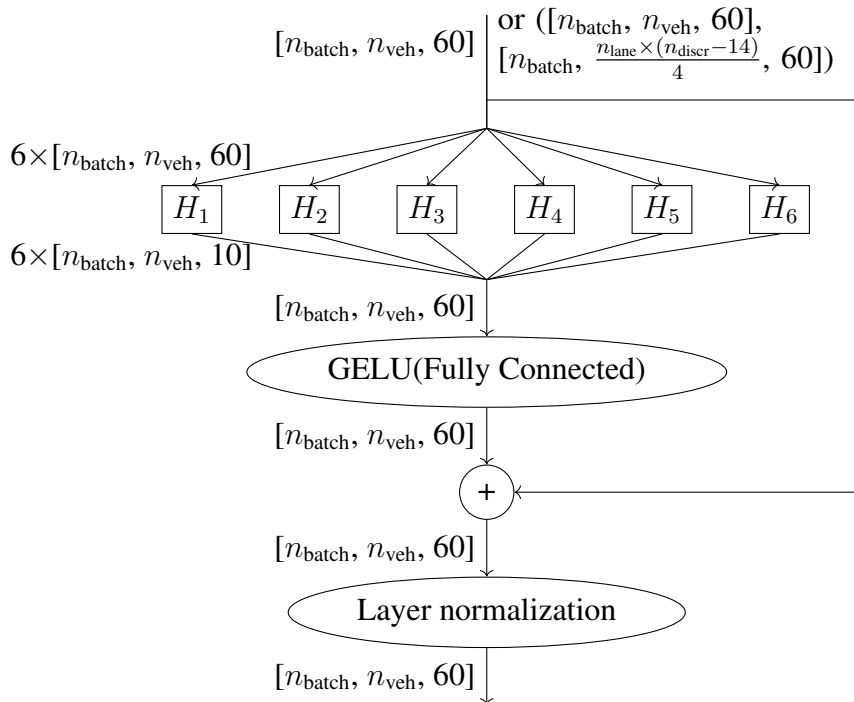 [n_batch, n_veh, 60]
or ([n_batch, n_veh, 60],
[n_batch, n_lane×(n_discr−14)/4, 60])
6×[n_batch, n_veh, 60]
H_1 H_2 H_3 H_4 H_5 H_6
6×[n_batch, n_veh, 10]
[n_batch, n_veh, 60]
GELU(Fully Connected)
[n_batch, n_veh, 60]
+
[n_batch, n_veh, 60]
Layer normalization
[n_batch, n_veh, 60]